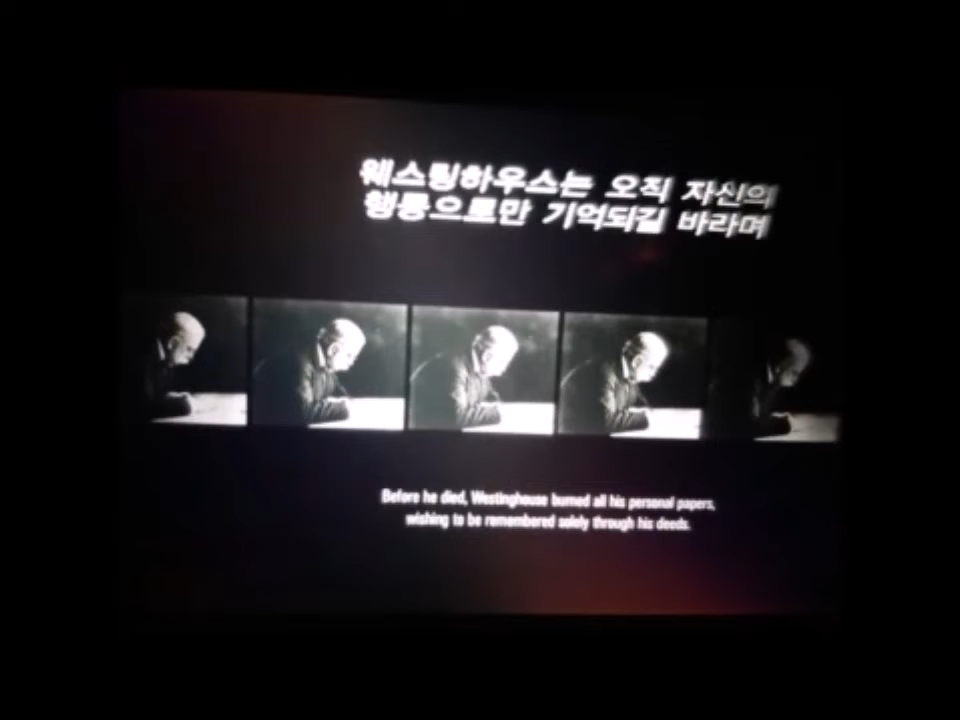 웨스팅하우스는 오직 자신의
행동으로만 기억되길 바라며
Before he died, Westinghouse burned all his personal papers,
wishing to be remembered solely through his deeds.